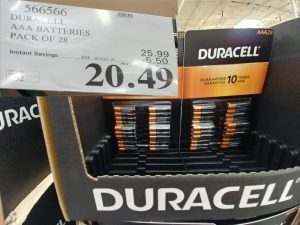 566566
DURACELL
AAA BATTERIES
PACK OF 28
25.99
Instant Savings
-5.50
20.49
DURACELL
GUARANTEED 10 YEARS
AAA28
DURACELL
DURA